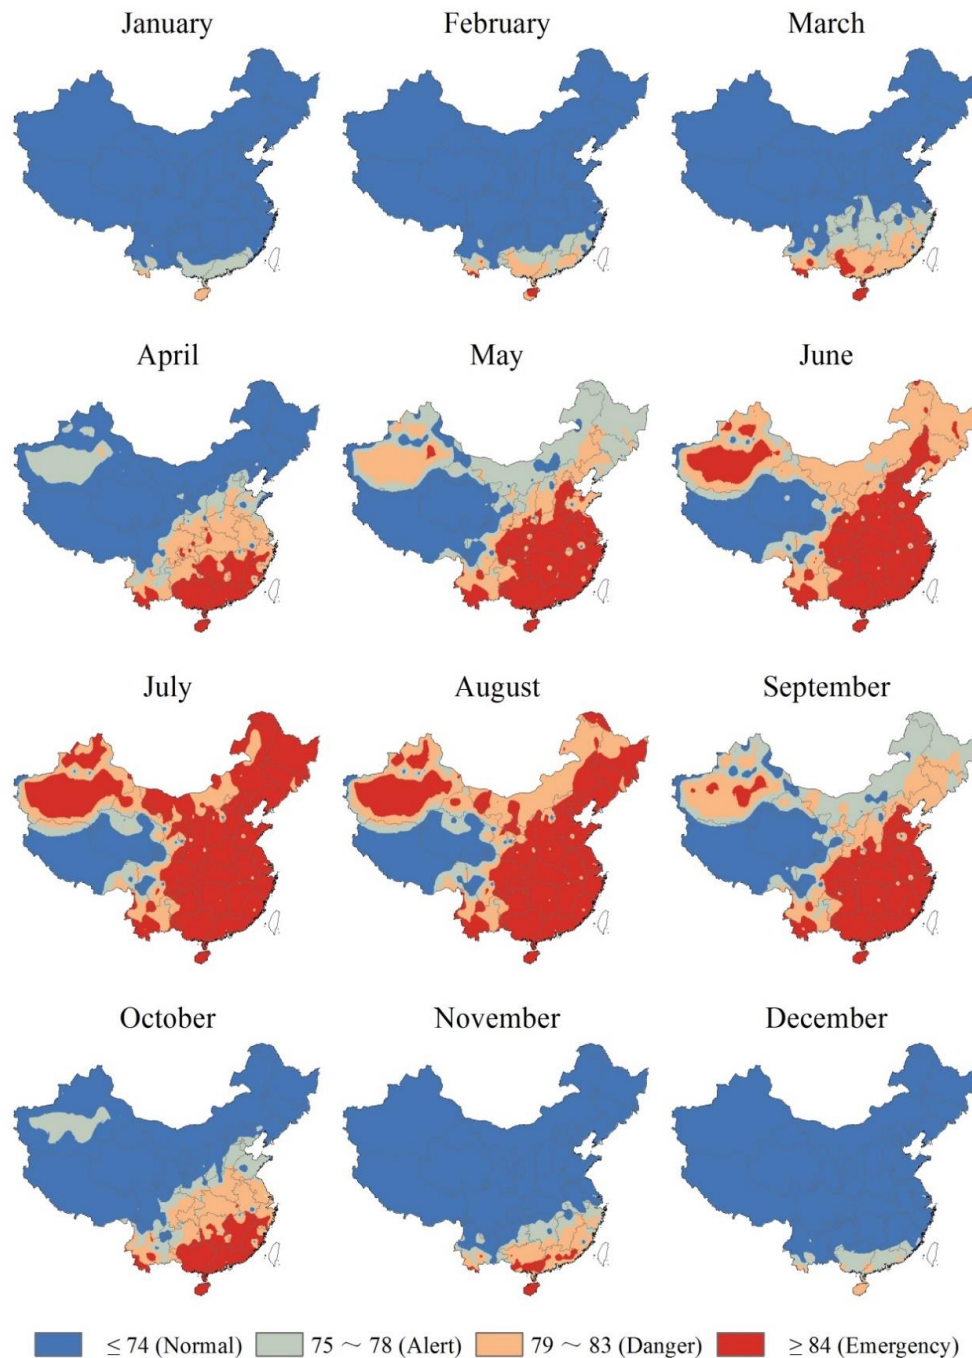 January February March
April May June
July August September
October November December
≤ 74 (Normal) 75 ~ 78 (Alert) 79 ~ 83 (Danger) ≥ 84 (Emergency)